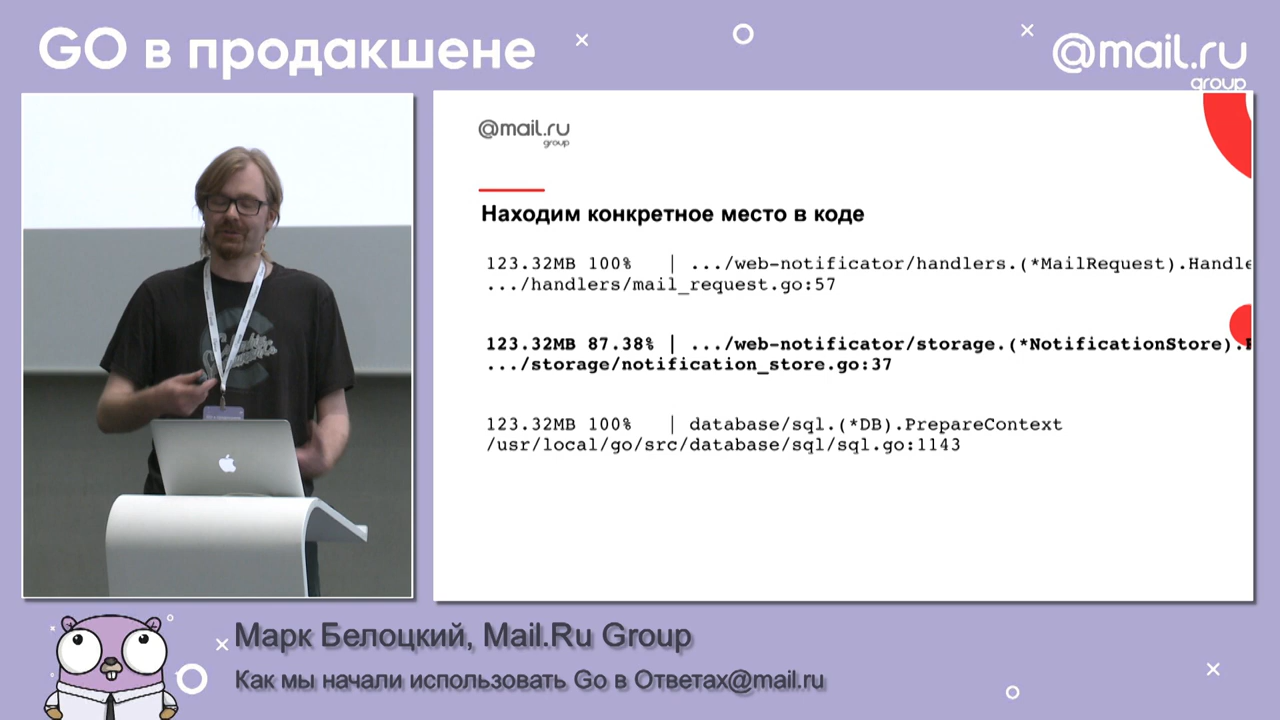 GO в продакшене
@mail.ru
group
@mail.ru
group
Находим конкретное место в коде
123.32MB 100% | .../web-notificator/handlers.(*MailRequest).Handle
.../handlers/mail_request.go:57
123.32MB 87.38% | .../web-notificator/storage.(*NotificationStore).
.../storage/notification_store.go:37
123.32MB 100% | database/sql.(*DB).PrepareContext
/usr/local/go/src/database/sql/sql.go:1143
Марк Белоцкий, Mail.Ru Group
Как мы начали использовать Go в Ответах@mail.ru